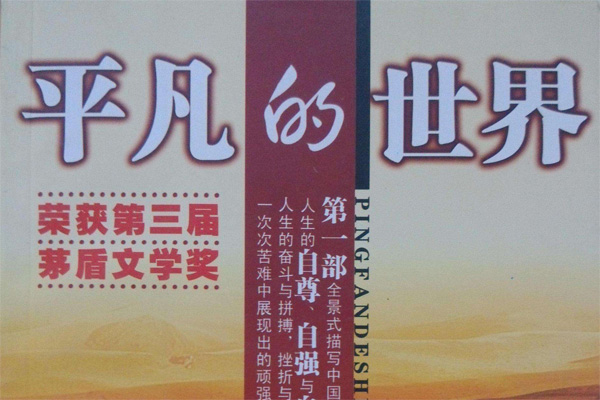 平凡的世界
荣获第三届
茅盾文学奖
第一部 全景式描写中国
人生的自尊、自强与
人生的奋斗与拼搏，挫折与
一次次苦难中展现出的顽强
PINGFANDESH